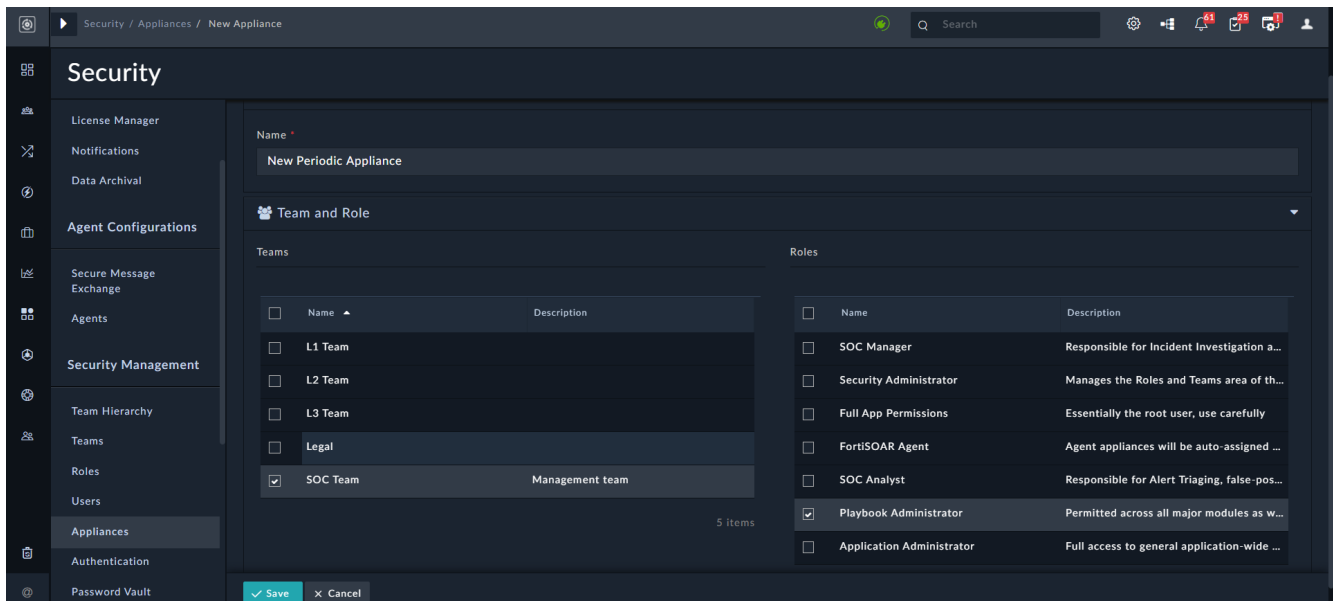 Security / Appliances / New Appliance
Search
61
25
!
Security
License Manager
Notifications
Data Archival
Agent Configurations
Secure Message
Exchange
Agents
Security Management
Team Hierarchy
Teams
Roles
Users
Appliances
Authentication
Password Vault
@
Name *
New Periodic Appliance
Team and Role
Teams
Name Description
L1 Team
L2 Team
L3 Team
Legal
SOC Team Management team
5 items
Roles
Name Description
SOC Manager Responsible for Incident Investigation a...
Security Administrator Manages the Roles and Teams area of th...
Full App Permissions Essentially the root user, use carefully
FortiSOAR Agent Agent appliances will be auto-assigned ...
SOC Analyst Responsible for Alert Triaging, false-pos...
Playbook Administrator Permitted across all major modules as w...
Application Administrator Full access to general application-wide ...
Save Cancel